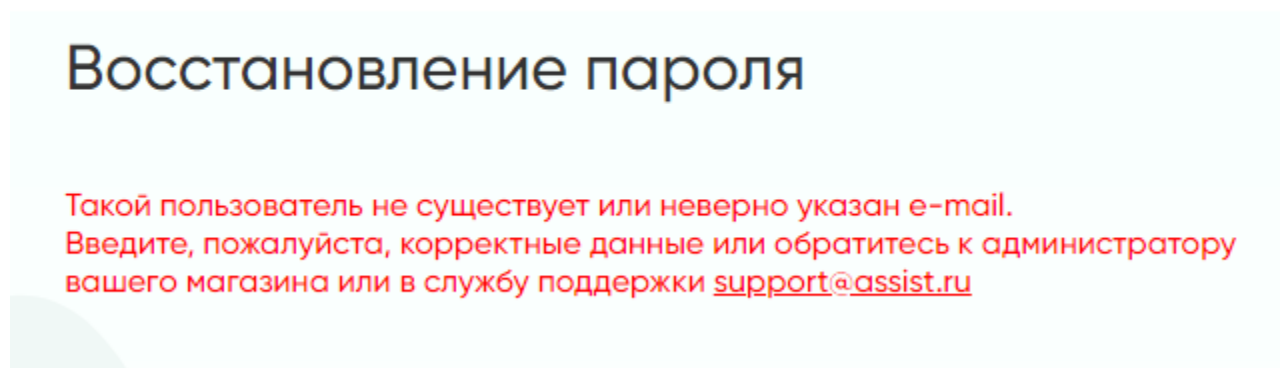 Восстановление пароля
Такой пользователь не существует или неверно указан e-mail.
Введите, пожалуйста, корректные данные или обратитесь к администратору
вашего магазина или в службу поддержки support@assist.ru